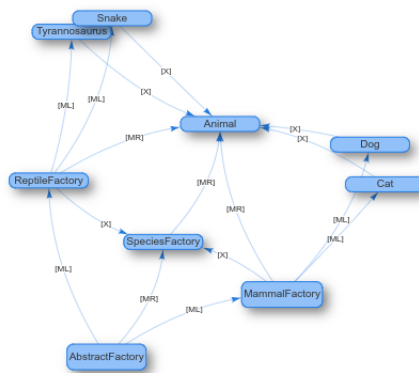 Snake
Tyrannosaurus
[X]
[X]
[ML]
[ML]
Animal
[X]
[MR]
[X]
Dog
ReptileFactory
Cat
[MR]
[MR]
[ML]
[X]
[ML]
SpeciesFactory
[X]
[ML]
[MR]
[ML]
MammalFactory
AbstractFactory